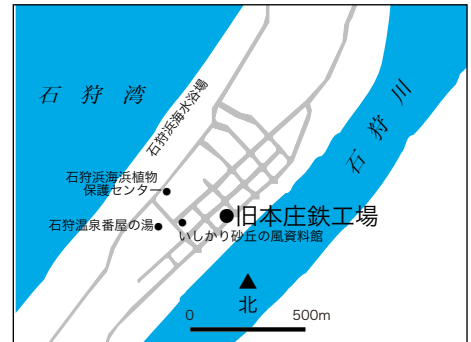 石狩湾
石狩浜海水浴場
石狩川
石狩浜海浜植物
保護センター
石狩温泉番屋の湯
旧本庄鉄工場
いしかり砂丘の風資料館
北
0 500m